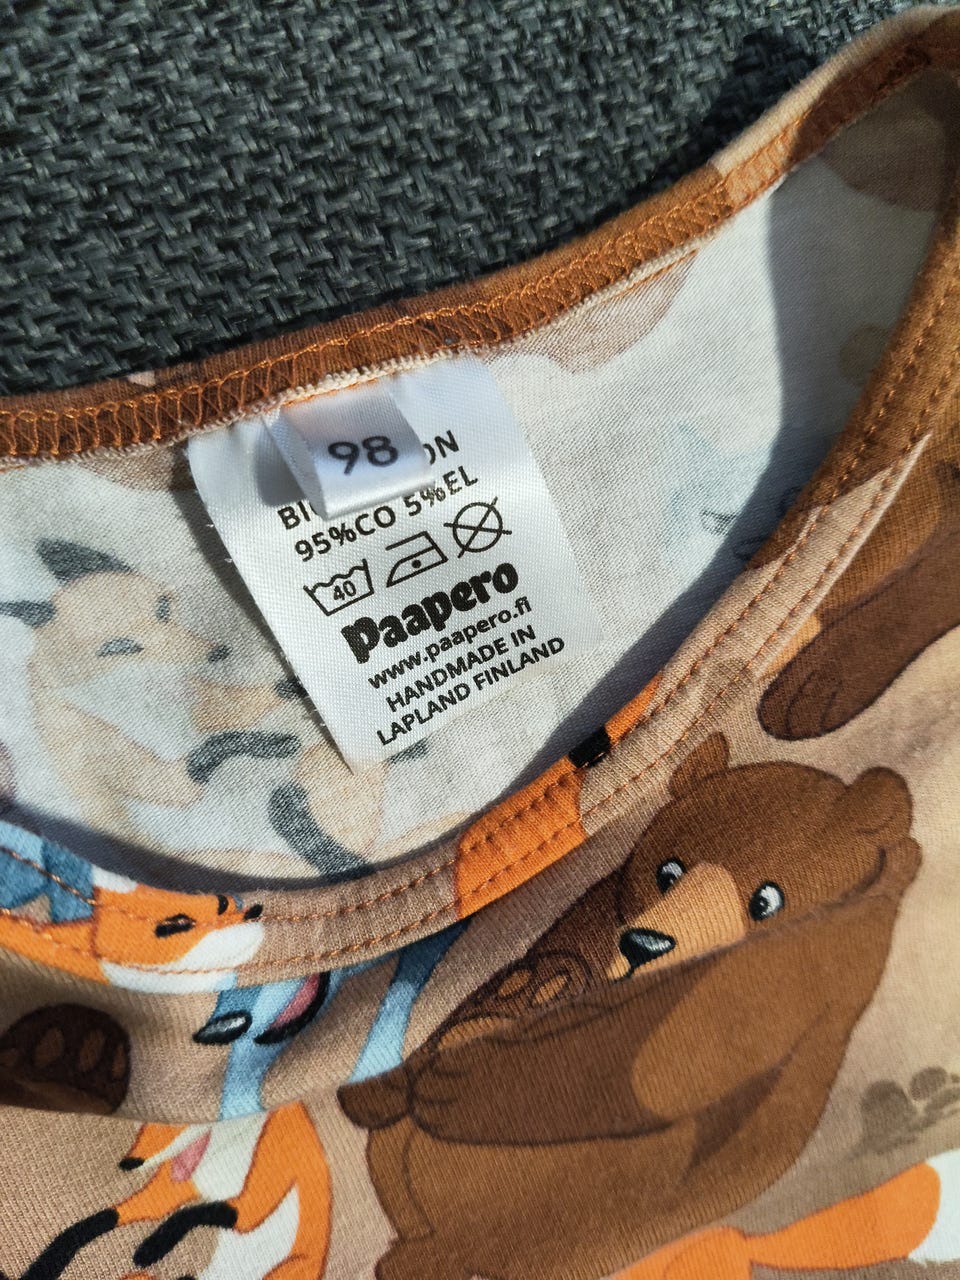 98
95%CO 5%EL
40
Paapero
www.paapero.fi
HANDMADE IN
LAPLAND FINLAND